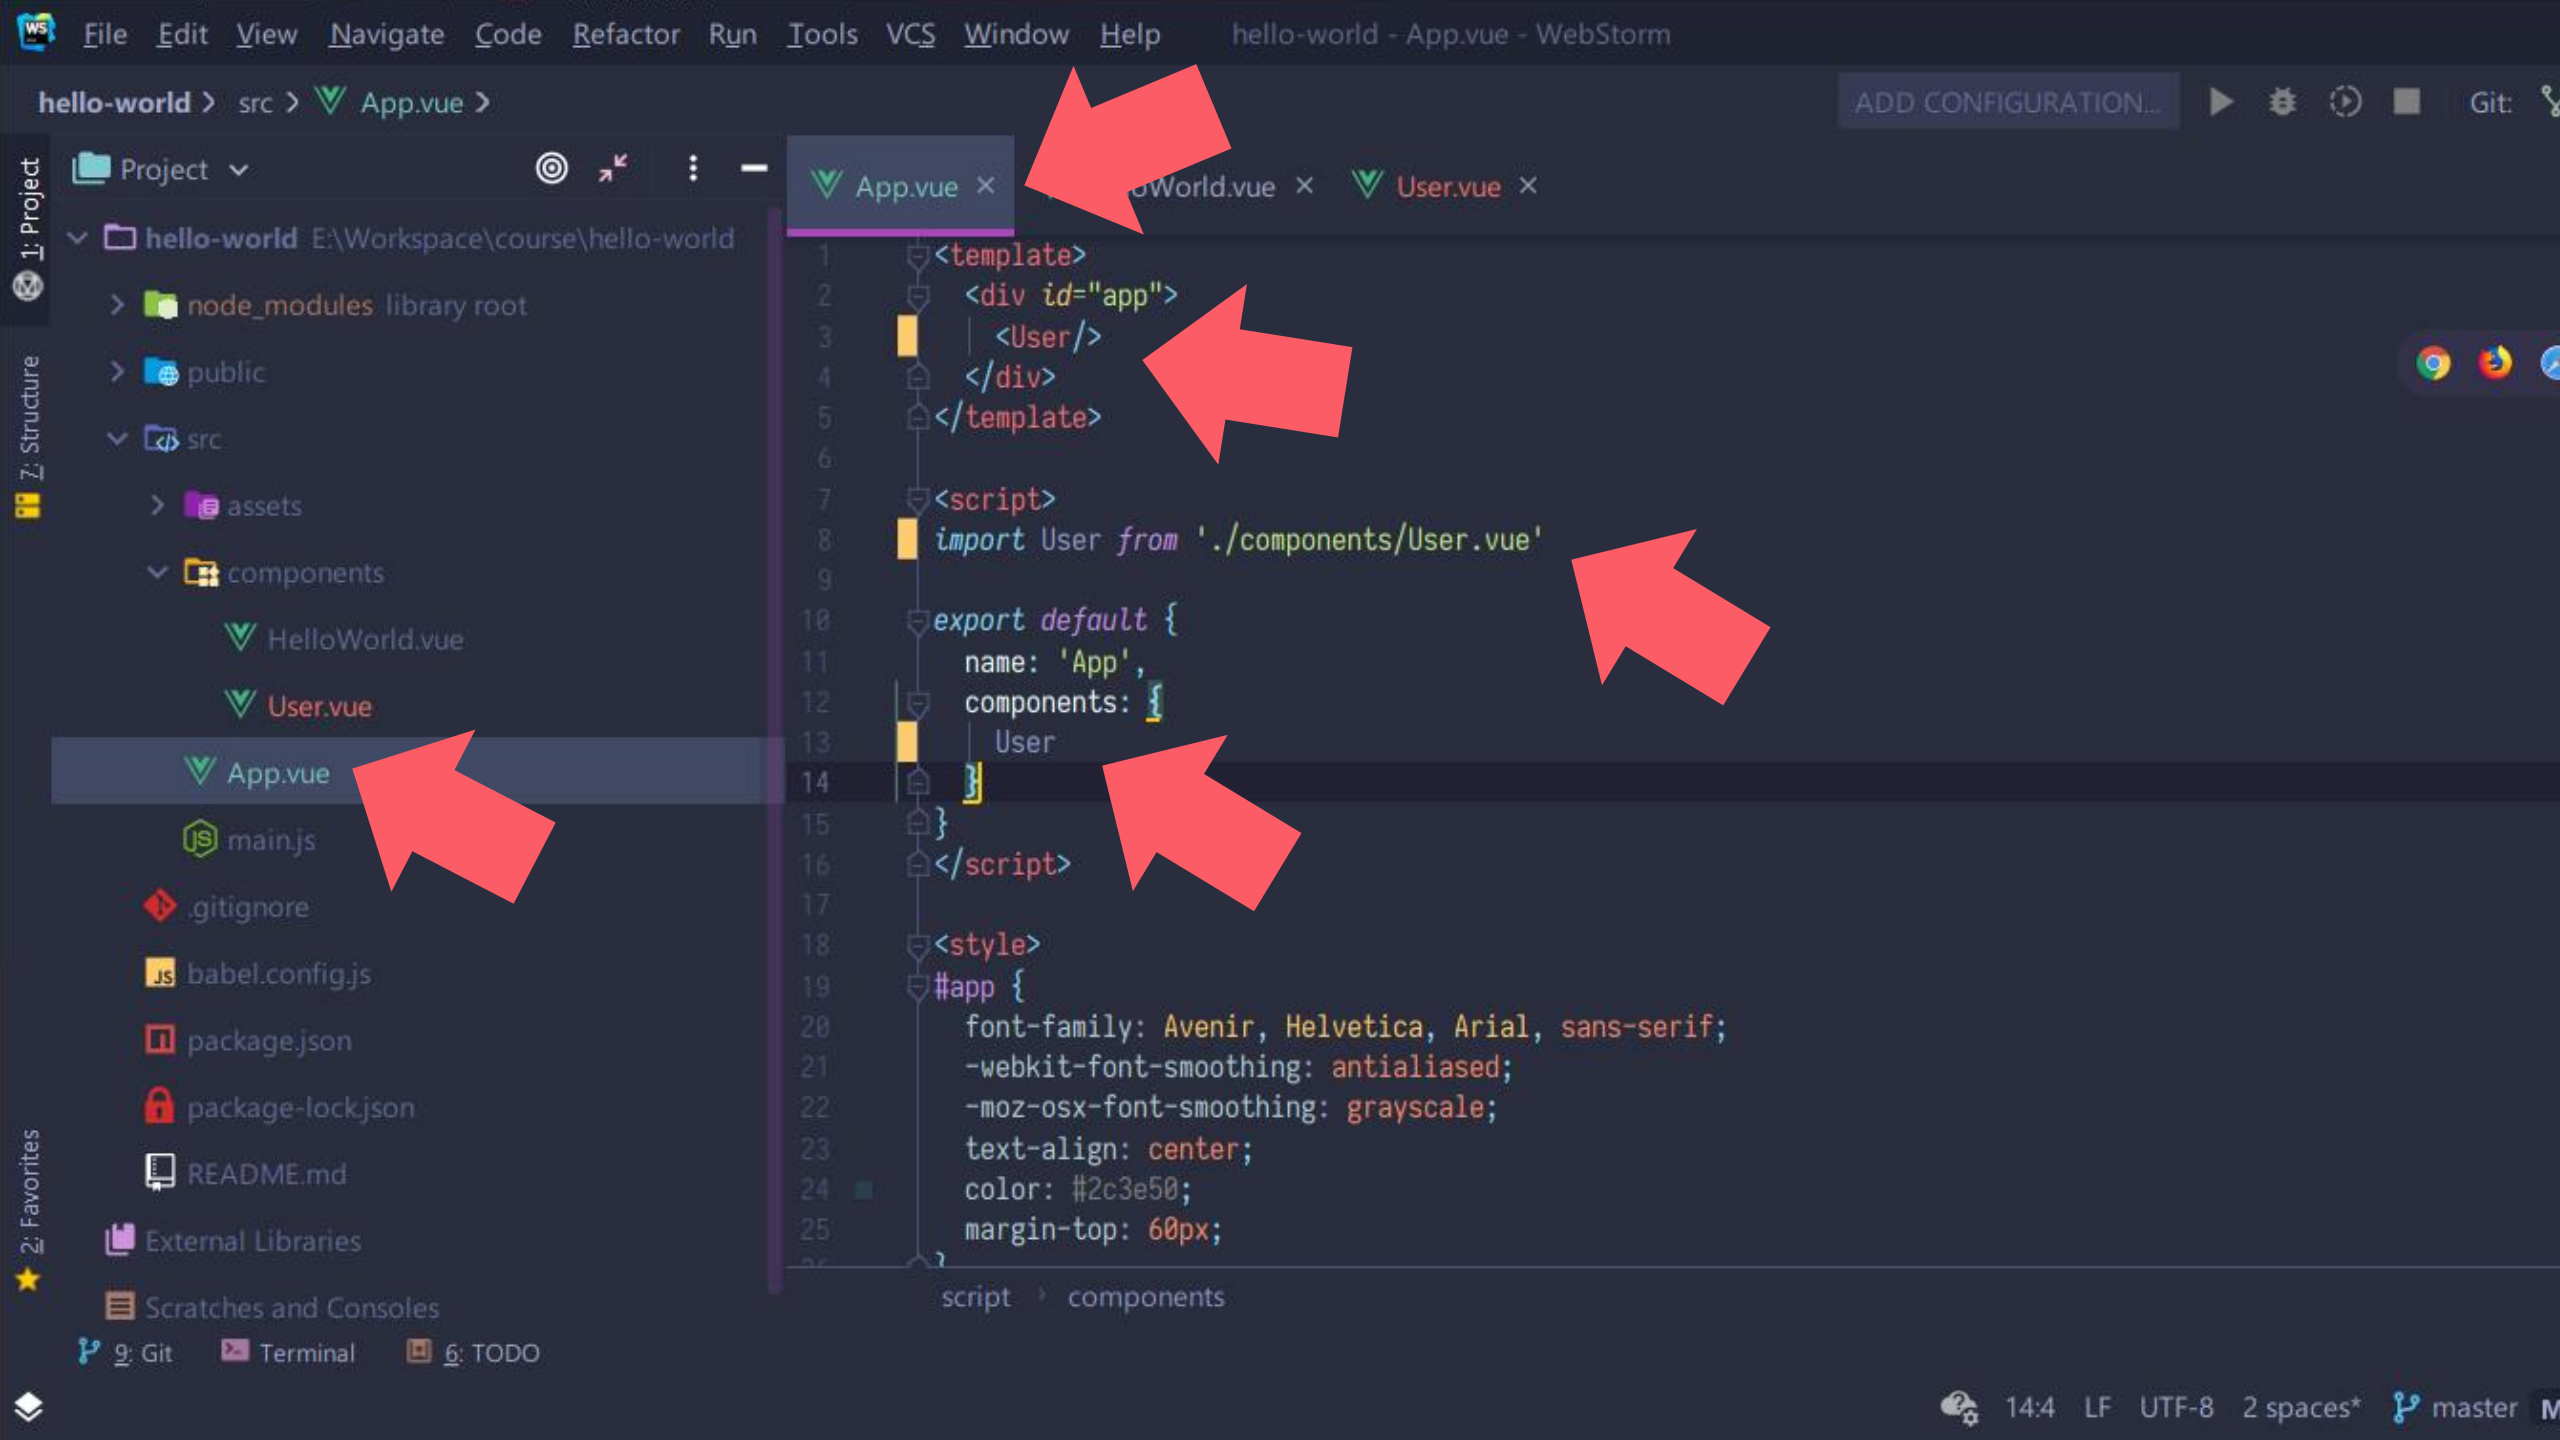 WS File Edit View Navigate Code Refactor Run Tools VCS Window Help hello-world - App.vue - WebStorm
hello-world src App.vue ADD CONFIGURATION... Git:
1: Project
7: Structure
2: Favorites
Project
App.vue oWorld.vue User.vue
hello-world E:\Workspace\course\hello-world
node_modules library root
public
src
assets
components
HelloWorld.vue
User.vue
App.vue
main.js
.gitignore
babel.config.js
package.json
package-lock.json
README.md
External Libraries
Scratches and Consoles
1 <template>
2 <div id="app">
3 <User/>
4 </div>
5 </template>
6
7 <script>
8 import User from './components/User.vue'
9
10 export default {
11 name: 'App',
12 components: {
13 User
14 }
15 }
16 </script>
17
18 <style>
19 #app {
20 font-family: Avenir, Helvetica, Arial, sans-serif;
21 -webkit-font-smoothing: antialiased;
22 -moz-osx-font-smoothing: grayscale;
23 text-align: center;
24 color: #2c3e50;
25 margin-top: 60px;
script components
9: Git Terminal 6: TODO
14:4 LF UTF-8 2 spaces* master